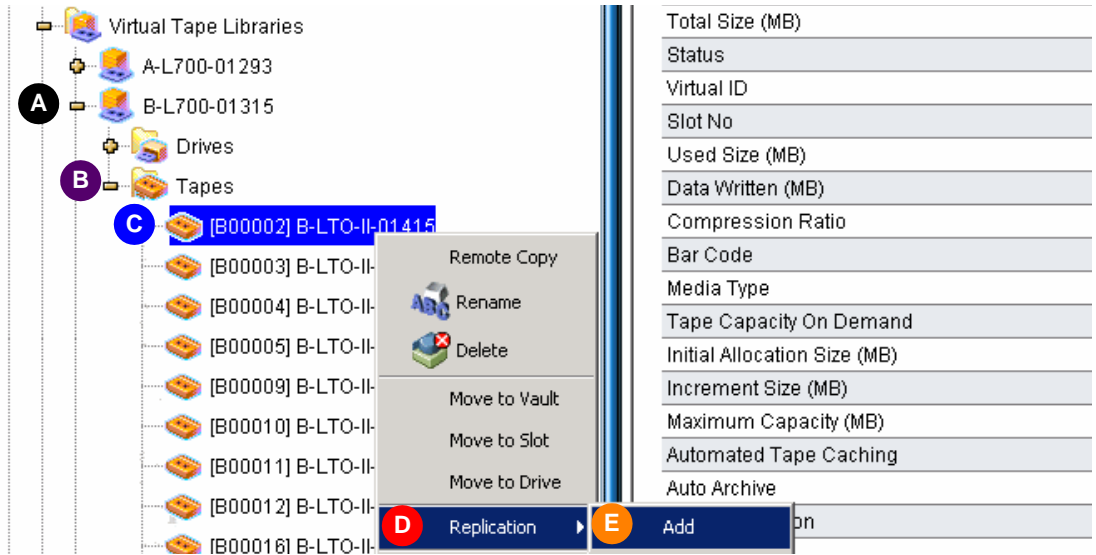 Virtual Tape Libraries
A-L700-01293
A
B-L700-01315
Drives
B
Tapes
C
[B00002] B-LTO-II-01415
[B00003] B-LTO-II-
[B00004] B-LTO-II-
[B00005] B-LTO-II-
[B00009] B-LTO-II-
[B00010] B-LTO-II-
[B00011] B-LTO-II-
[B00012] B-LTO-II-
[B00016] B-LTO-II-
Remote Copy
ABC Rename
Delete
Move to Vault
Move to Slot
Move to Drive
D Replication
E Add
Total Size (MB)
Status
Virtual ID
Slot No
Used Size (MB)
Data Written (MB)
Compression Ratio
Bar Code
Media Type
Tape Capacity On Demand
Initial Allocation Size (MB)
Increment Size (MB)
Maximum Capacity (MB)
Automated Tape Caching
Auto Archive
on